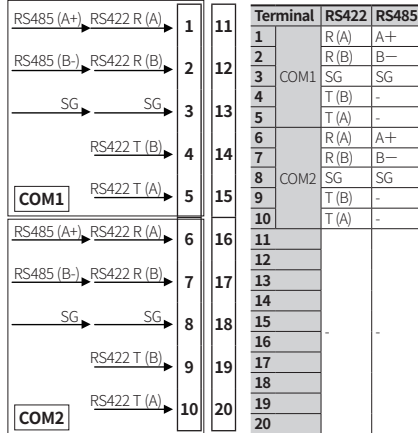 RS485 (A+) RS422 R (A) 1 11
RS485 (B-) RS422 R (B) 2 12
SG SG 3 13
RS422 T (B) 4 14
RS422 T (A) 5 15
COM1
RS485 (A+) RS422 R (A) 6 16
RS485 (B-) RS422 R (B) 7 17
SG SG 8 18
RS422 T (B) 9 19
RS422 T (A) 10 20
COM2
Terminal RS422 RS485
1 R (A) A+
2 R (B) B−
3 COM1 SG SG
4 T (B) -
5 T (A) -
6 R (A) A+
7 R (B) B−
8 COM2 SG SG
9 T (B) -
10 T (A) -
11
12
13
14
15
- -
16
17
18
19
20